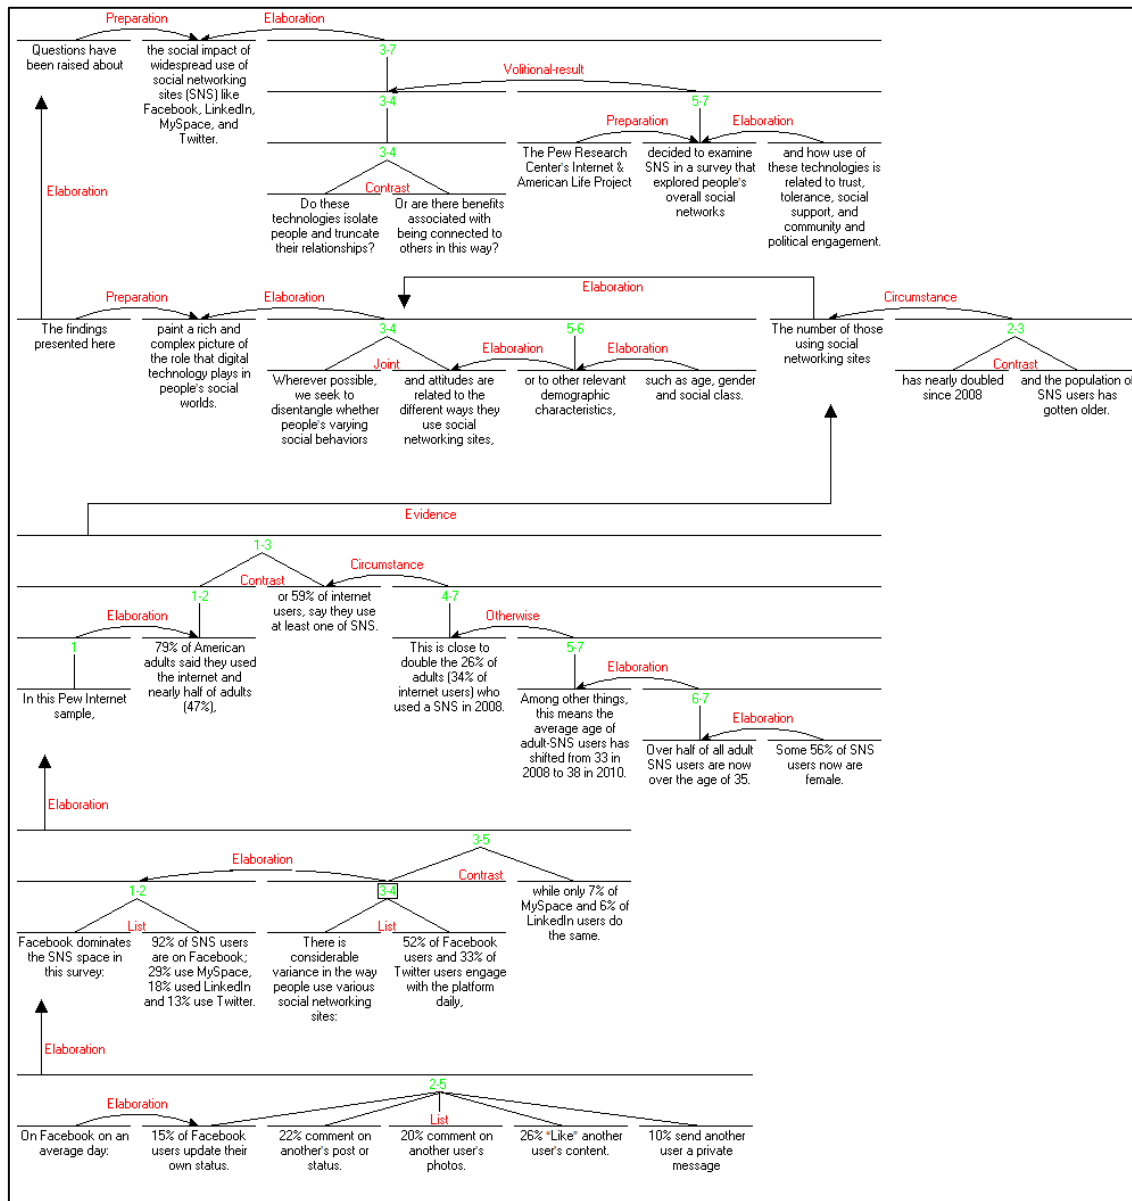 Preparation
Elaboration
Questions have
been raised about
the social impact of
widespread use of
social networking
sites (SNS) like
Facebook, LinkedIn,
MySpace, and
Twitter.
3-7
Volitional-result
3-4
5-7
3-4
Contrast
Do these
technologies isolate
people and truncate
their relationships?
Or are there benefits
associated with
being connected to
others in this way?
Preparation
Elaboration
The Pew Research
Center's Internet &
American Life Project
decided to examine
SNS in a survey that
explored people's
overall social
networks
and how use of
these technologies is
related to trust,
tolerance, social
support, and
community and
political engagement.
Elaboration
Elaboration
Preparation
Elaboration
The findings
presented here
paint a rich and
complex picture of
the role that digital
technology plays in
people's social
worlds.
3-4
Joint
Wherever possible,
we seek to
disentangle whether
people's varying
social behaviors
and attitudes are
related to the
different ways they
use social
networking sites,
Elaboration
5-6
Elaboration
or to other relevant
demographic
characteristics,
such as age, gender
and social class.
Circumstance
The number of those
using social
networking sites
2-3
Contrast
has nearly doubled
since 2008
and the population of
SNS users has
gotten older.
Evidence
1-3
Contrast
Circumstance
1-2
or 59% of internet
users, say they use
at least one of SNS.
4-7
Elaboration
Otherwise
1
In this Pew Internet
sample,
79% of American
adults said they used
the internet and
nearly half of adults
(47%),
This is close to
double the 26% of
adults (34% of
internet users) who
used a SNS in 2008.
5-7
Elaboration
Among other things,
this means the
average age of
adult-SNS users has
shifted from 33 in
2008 to 38 in 2010.
6-7
Elaboration
Over half of all adult
SNS users are now
over the age of 35.
Some 56% of SNS
users now are
female.
Elaboration
3-5
Elaboration
Contrast
1-2
List
3-4
List
while only 7% of
MySpace and 6% of
LinkedIn users do
the same.
Facebook dominates
the SNS space in
this survey:
92% of SNS users
are on Facebook;
29% use MySpace,
18% used LinkedIn
and 13% use Twitter.
There is
considerable
variance in the way
people use various
social networking
sites:
52% of Facebook
users and 33% of
Twitter users engage
with the platform
daily,
Elaboration
2-5
Elaboration
List
On Facebook on an
average day:
15% of Facebook
users update their
own status.
22% comment on
another's post or
status.
20% comment on
another user's
photos.
26% "Like" another
user's content.
10% send another
user a private
message